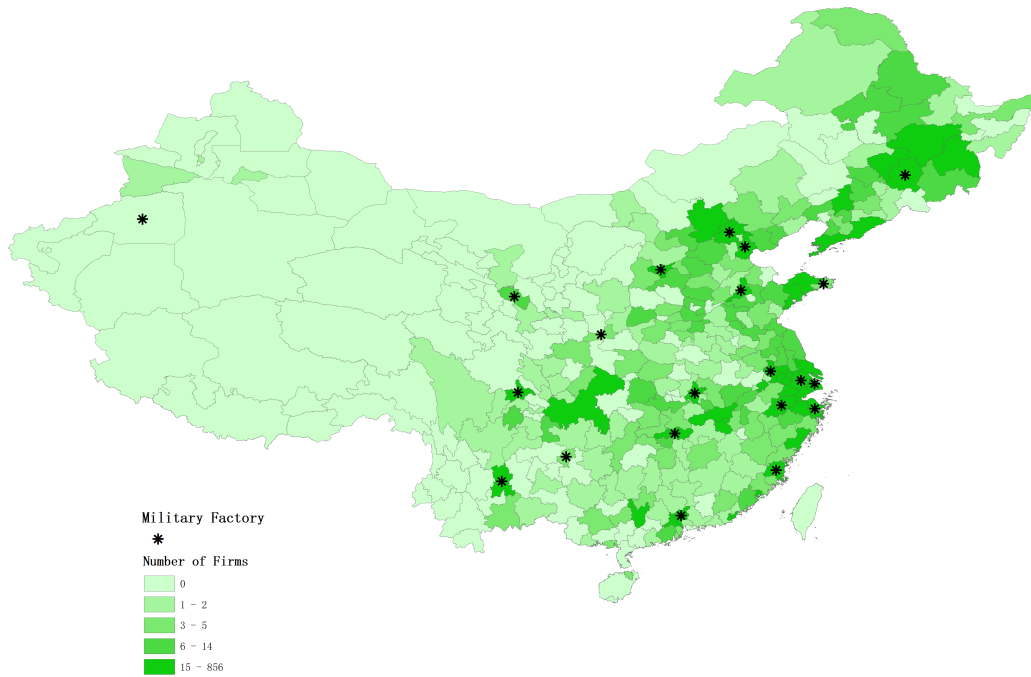 Military Factory
Number of Firms
0
1 - 2
3 - 5
6 - 14
15 - 856